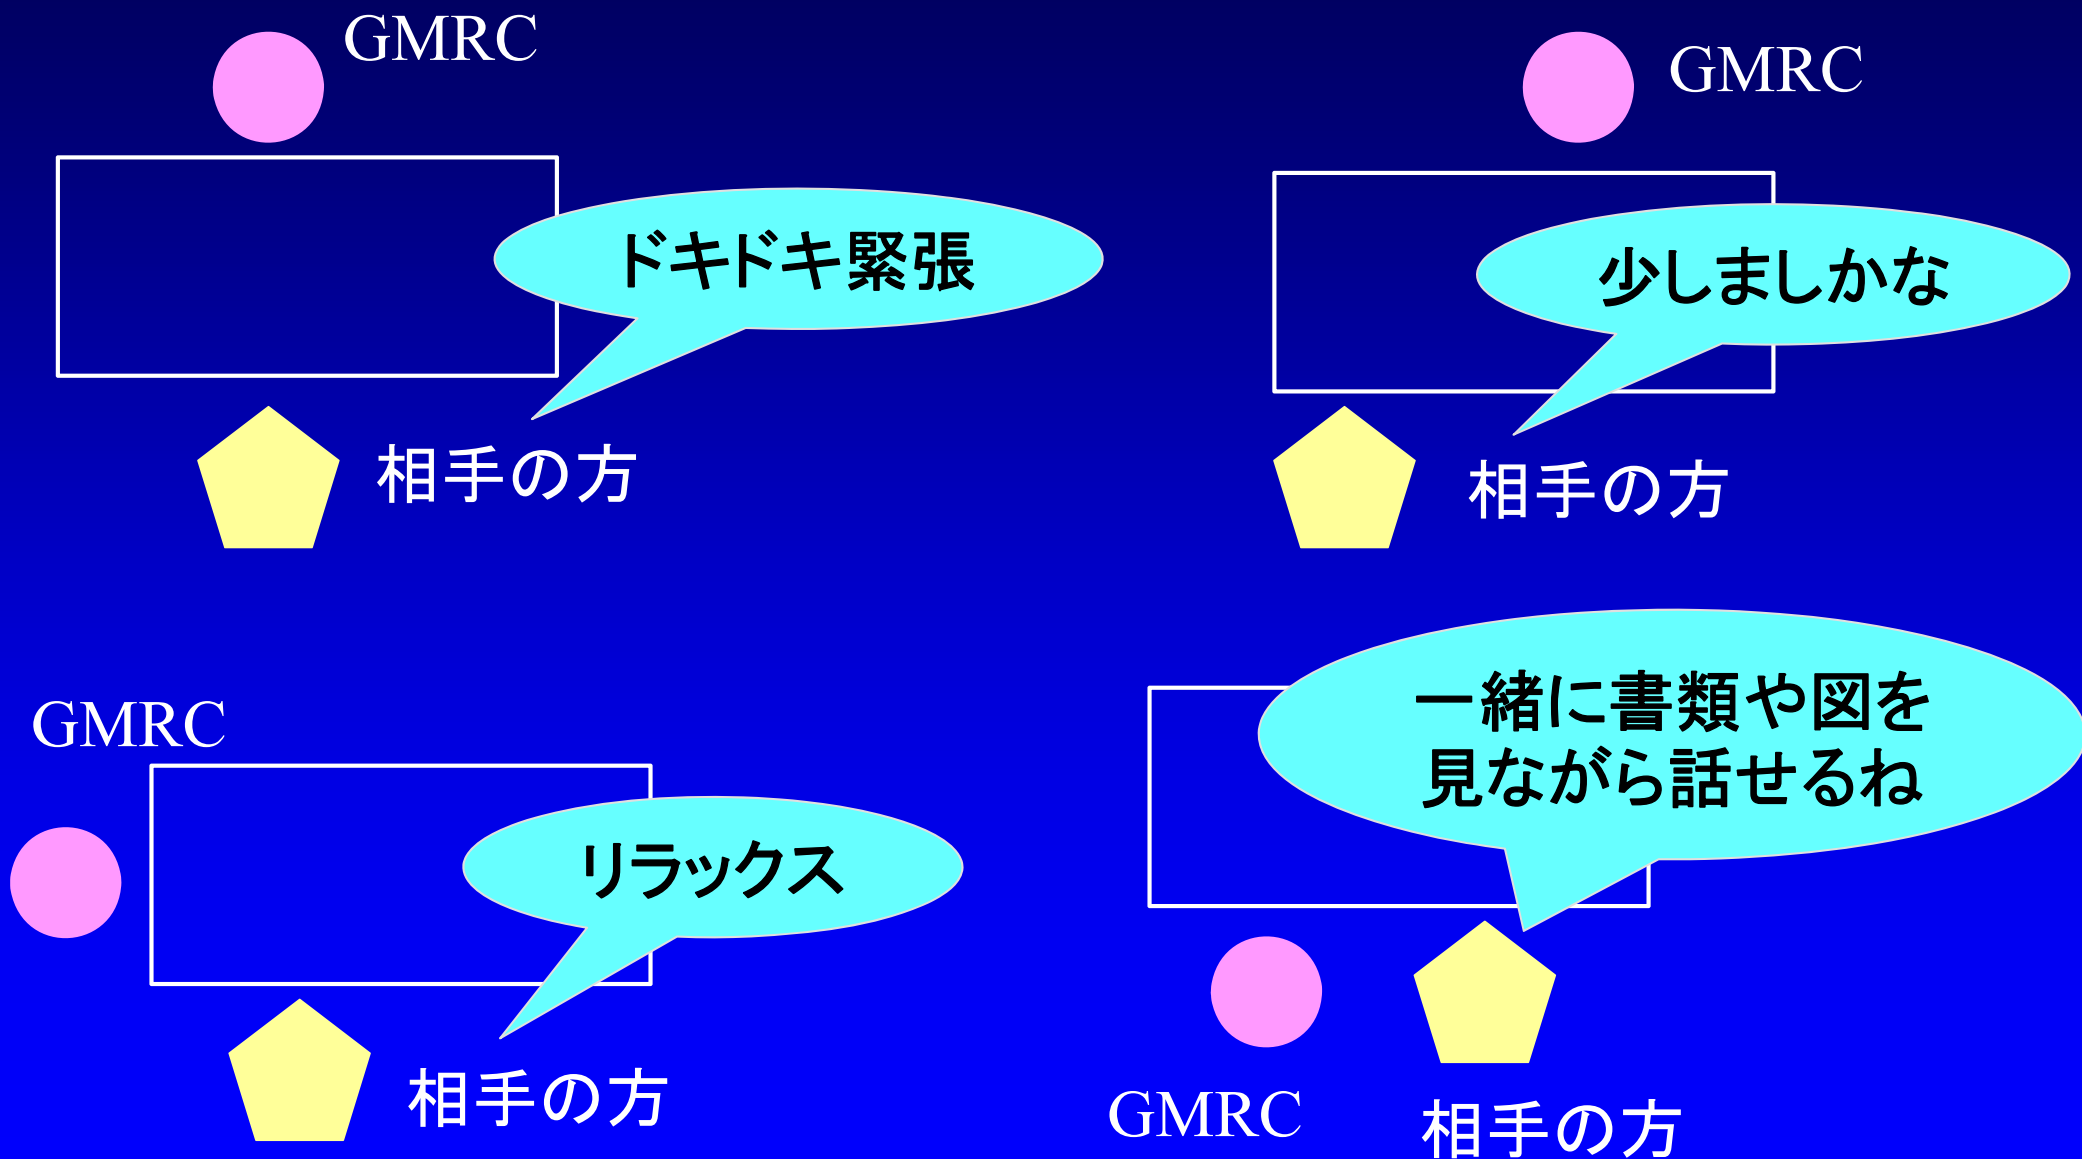 GMRC
ドキドキ緊張
相手の方
GMRC
少しましかな
相手の方
GMRC
リラックス
相手の方
一緒に書類や図を
見ながら話せるね
GMRC
相手の方